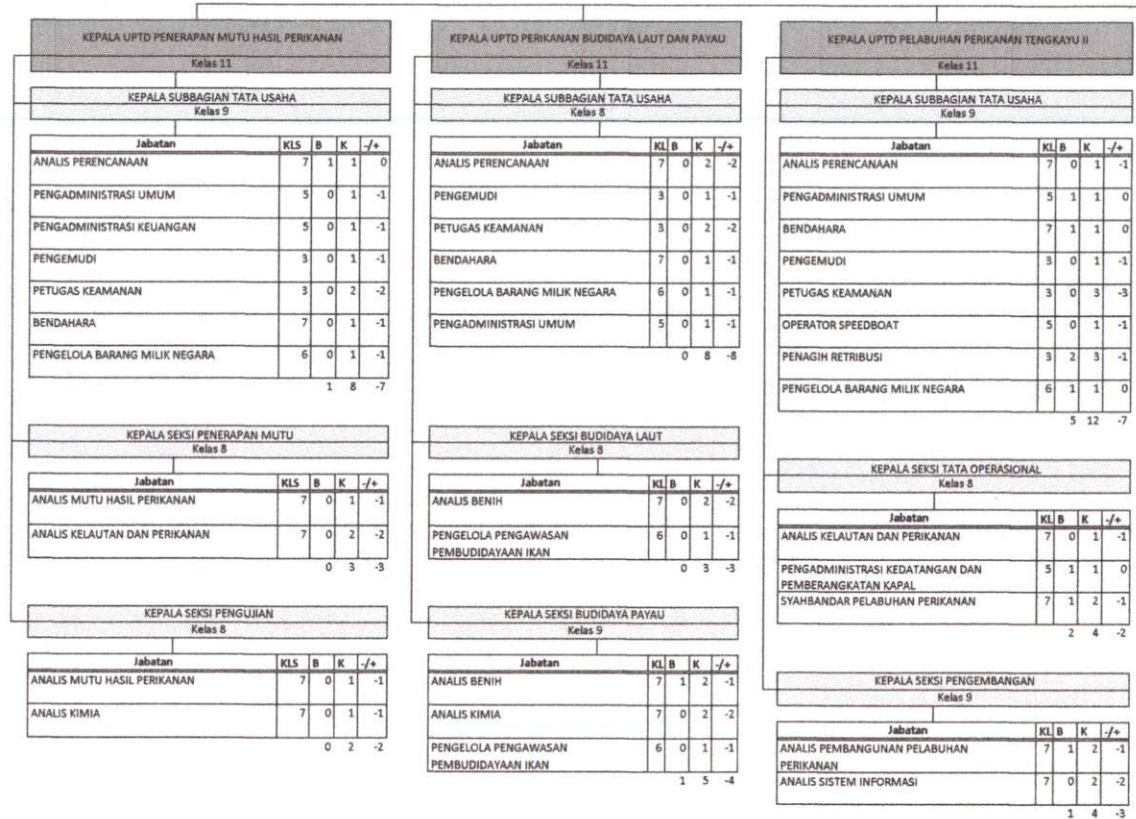 KEPALA UPTD PENERAPAN MUTU HASIL PERIKANAN
Kelas 11
KEPALA SUBBAGIAN TATA USAHA
Kelas 9
Jabatan KLS B K -/+
ANALIS PERENCANAAN 7 1 1 0
PENGADMINISTRASI UMUM 5 0 1 -1
PENGADMINISTRASI KEUANGAN 5 0 1 -1
PENGEMUDI 3 0 1 -1
PETUGAS KEAMANAN 3 0 2 -2
BENDAHARA 7 0 1 -1
PENGELOLA BARANG MILIK NEGARA 6 0 1 -1
1 8 -7
KEPALA SEKSI PENERAPAN MUTU
Kelas 8
Jabatan KLS B K -/+
ANALIS MUTU HASIL PERIKANAN 7 0 1 -1
ANALIS KELAUTAN DAN PERIKANAN 7 0 2 -2
0 3 -3
KEPALA SEKSI PENGUJIAN
Kelas 8
Jabatan KLS B K -/+
ANALIS MUTU HASIL PERIKANAN 7 0 1 -1
ANALIS KIMIA 7 0 1 -1
0 2 -2
KEPALA UPTD PERIKANAN BUDIDAYA LAUT DAN PAYAU
Kelas 11
KEPALA SUBBAGIAN TATA USAHA
Kelas 8
Jabatan KL B K -/+
ANALIS PERENCANAAN 7 0 2 -2
PENGEMUDI 3 0 1 -1
PETUGAS KEAMANAN 3 0 2 -2
BENDAHARA 7 0 1 -1
PENGELOLA BARANG MILIK NEGARA 6 0 1 -1
PENGADMINISTRASI UMUM 5 0 1 -1
0 8 -8
KEPALA SEKSI BUDIDAYA LAUT
Kelas 8
Jabatan KL B K -/+
ANALIS BENIH 7 0 2 -2
PENGELOLA PENGAWASAN 6 0 1 -1
PEMBUDIDAYAAN IKAN
0 3 -3
KEPALA SEKSI BUDIDAYA PAYAU
Kelas 9
Jabatan KL B K -/+
ANALIS BENIH 7 1 2 -1
ANALIS KIMIA 7 0 2 -2
PENGELOLA PENGAWASAN 6 0 1 -1
PEMBUDIDAYAAN IKAN
1 5 -4
KEPALA UPTD PELABUHAN PERIKANAN TENGKAYU II
Kelas 11
KEPALA SUBBAGIAN TATA USAHA
Kelas 9
Jabatan KL B K -/+
ANALIS PERENCANAAN 7 0 1 -1
PENGADMINISTRASI UMUM 5 1 1 0
BENDAHARA 7 1 1 0
PENGEMUDI 3 0 1 -1
PETUGAS KEAMANAN 3 0 3 -3
OPERATOR SPEEDBOAT 5 0 1 -1
PENAGIH RETRIBUSI 3 2 3 -1
PENGELOLA BARANG MILIK NEGARA 6 1 1 0
5 12 -7
KEPALA SEKSI TATA OPERASIONAL
Kelas 8
Jabatan KL B K -/+
ANALIS KELAUTAN DAN PERIKANAN 7 0 1 -1
PENGADMINISTRASI KEDATANGAN DAN 5 1 1 0
PEMBERANGKATAN KAPAL
SYAHBANDAR PELABUHAN PERIKANAN 7 1 2 -1
2 4 -2
KEPALA SEKSI PENGEMBANGAN
Kelas 9
Jabatan KL B K -/+
ANALIS PEMBANGUNAN PELABUHAN 7 1 2 -1
PERIKANAN
ANALIS SISTEM INFORMASI 7 0 2 -2
1 4 -3